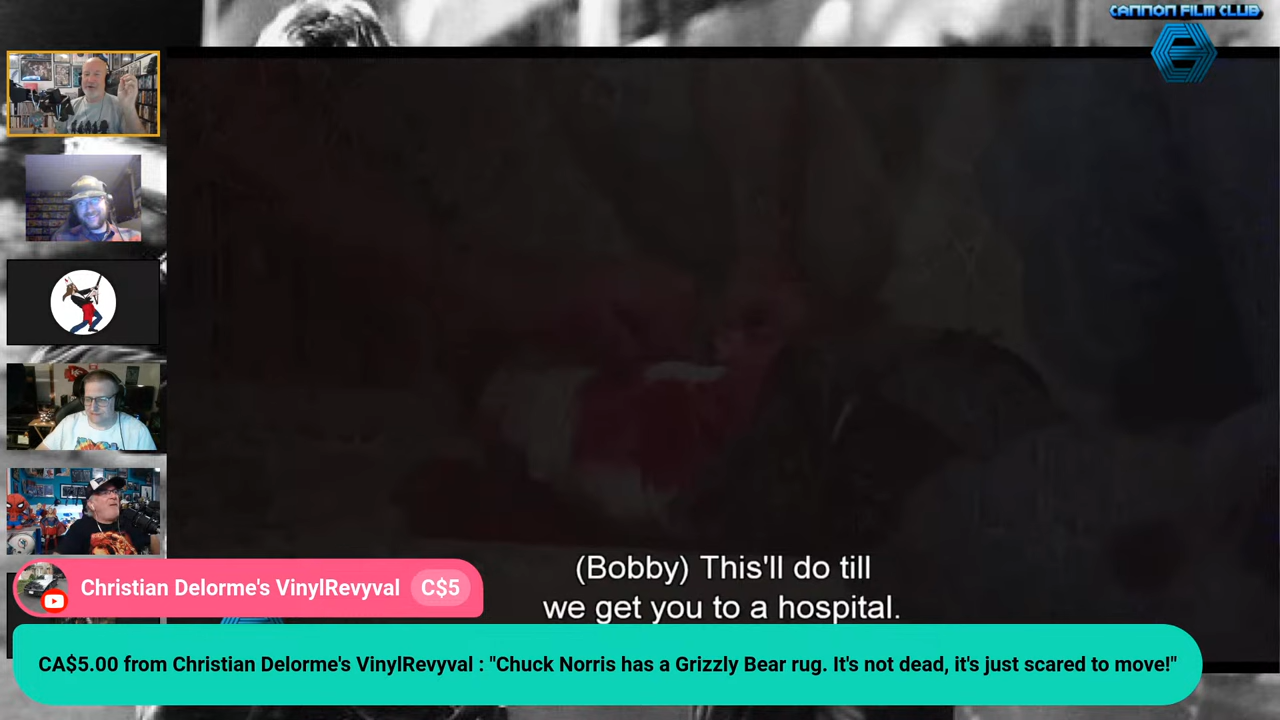 CANNON FILM CLUB
(Bobby) This'll do till
we get you to a hospital.
Christian Delorme's VinylRevyval C$5
CA$5.00 from Christian Delorme's VinylRevyval : "Chuck Norris has a Grizzly Bear rug. It's not dead, it's just scared to move!"